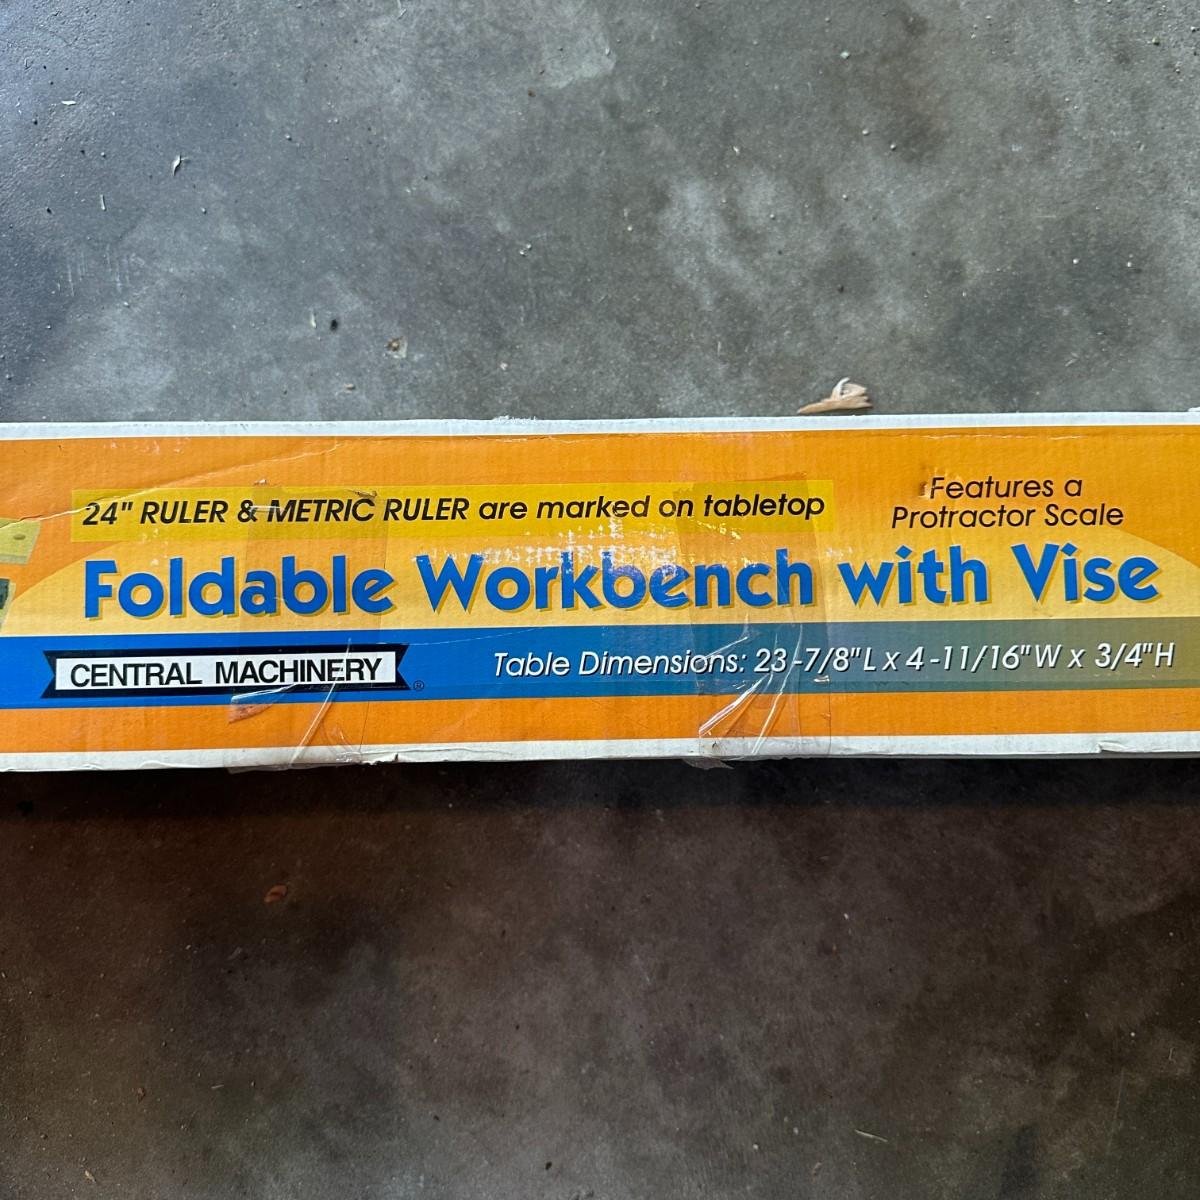 24" RULER & METRIC RULER are marked on tabletop
Features a
Protractor Scale
Foldable Workbench with Vise
CENTRAL MACHINERY ®
Table Dimensions: 23-7/8"L x 4-11/16"W x 3/4"H